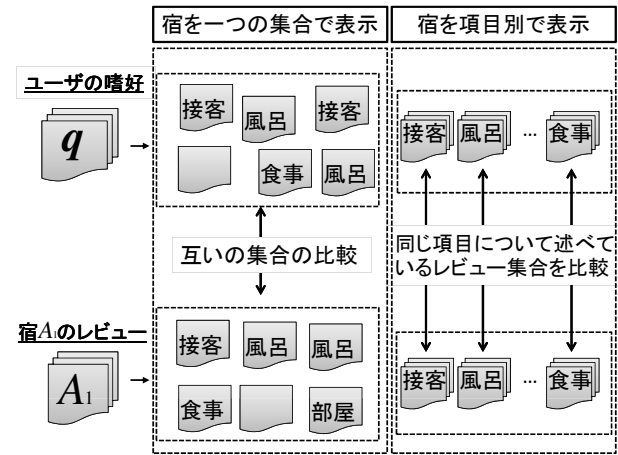 宿を一つの集合で表示
宿を項目別で表示
ユーザの嗜好
q
接客
風呂
接客
食事
風呂
接客
風呂
...
食事
互いの集合の比較
同じ項目について述べて
いるレビュー集合を比較
宿A1のレビュー
A1
接客
風呂
風呂
食事
部屋
接客
風呂
...
食事